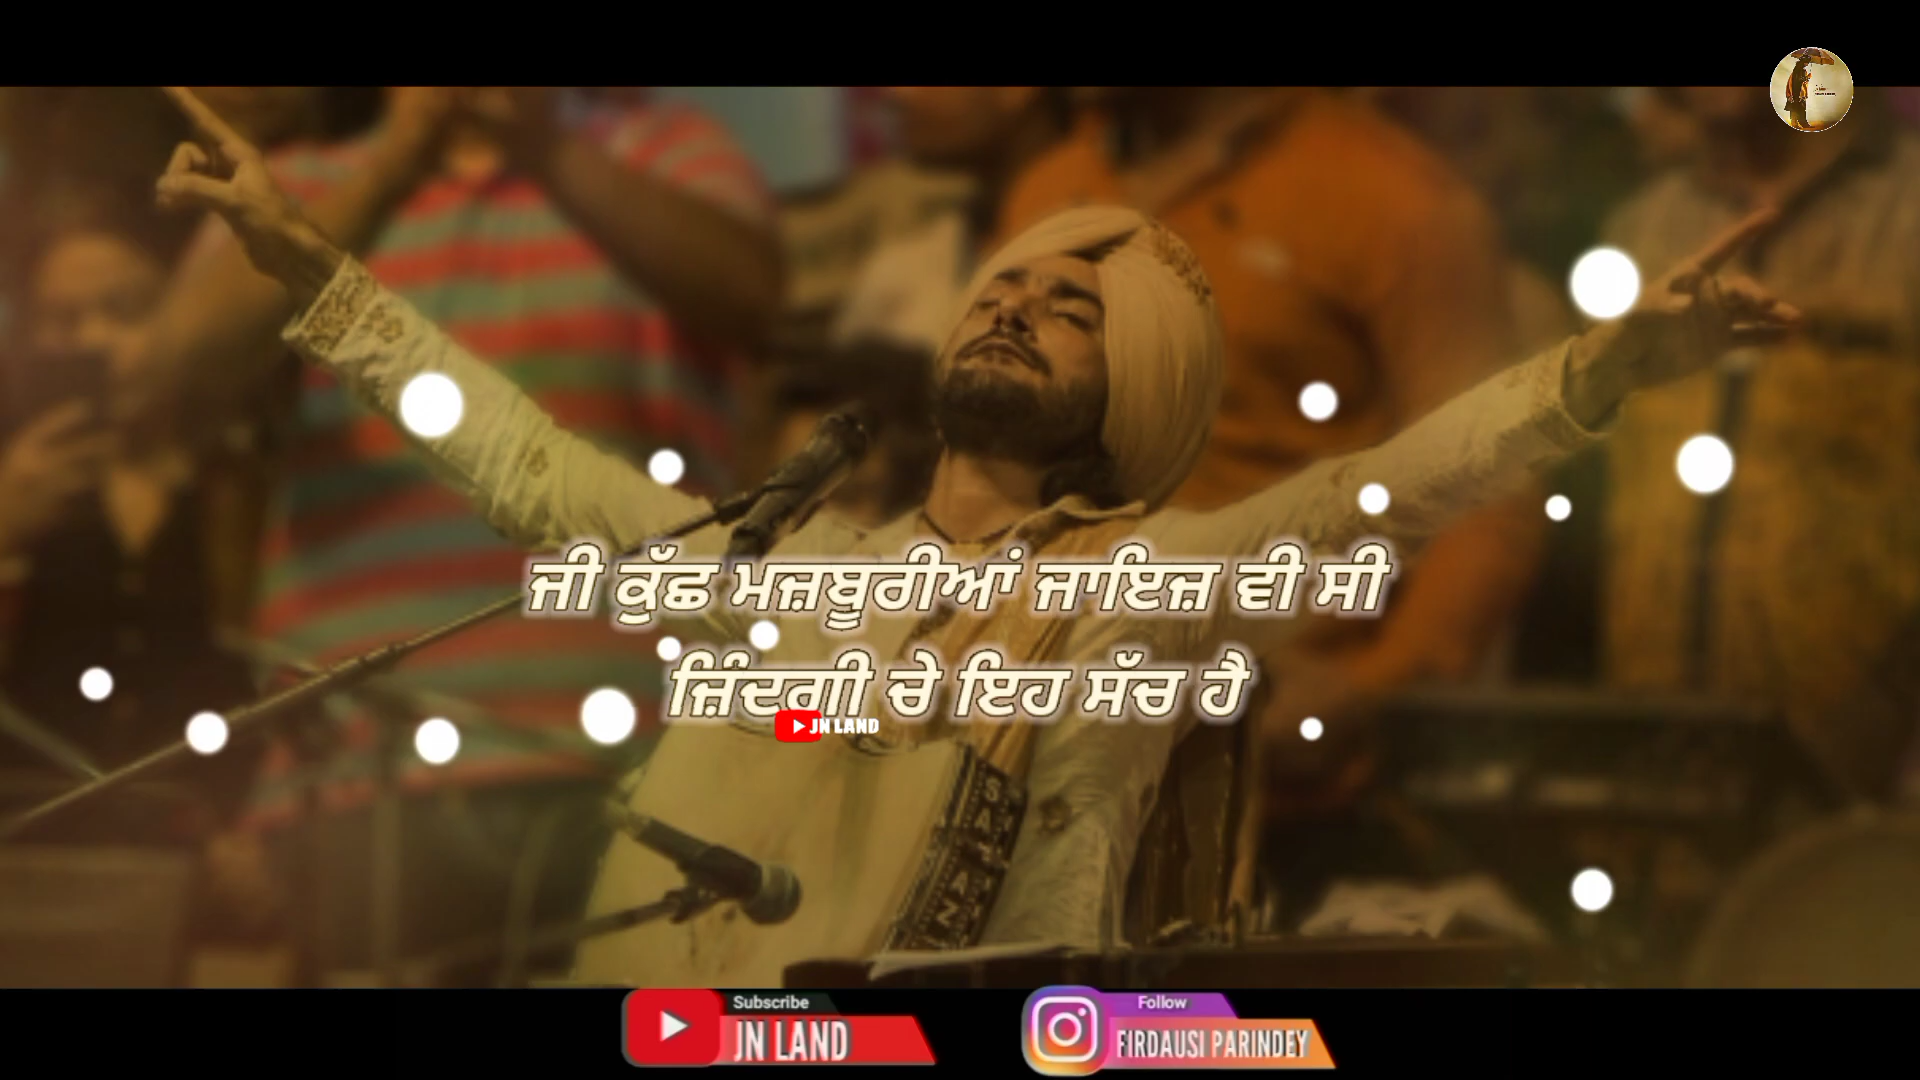 ਜੀ ਕੁੱਛ ਮਜ਼ਬੂਰੀਆਂ ਜਾਇਜ਼ ਵੀ ਸੀ
ਜ਼ਿੰਦਗੀ ਚੇ ਇਹ ਸੱਚ ਹੈ
JN LAND
Subscribe
JN LAND
Follow
FIRDAUSI PARINDEY